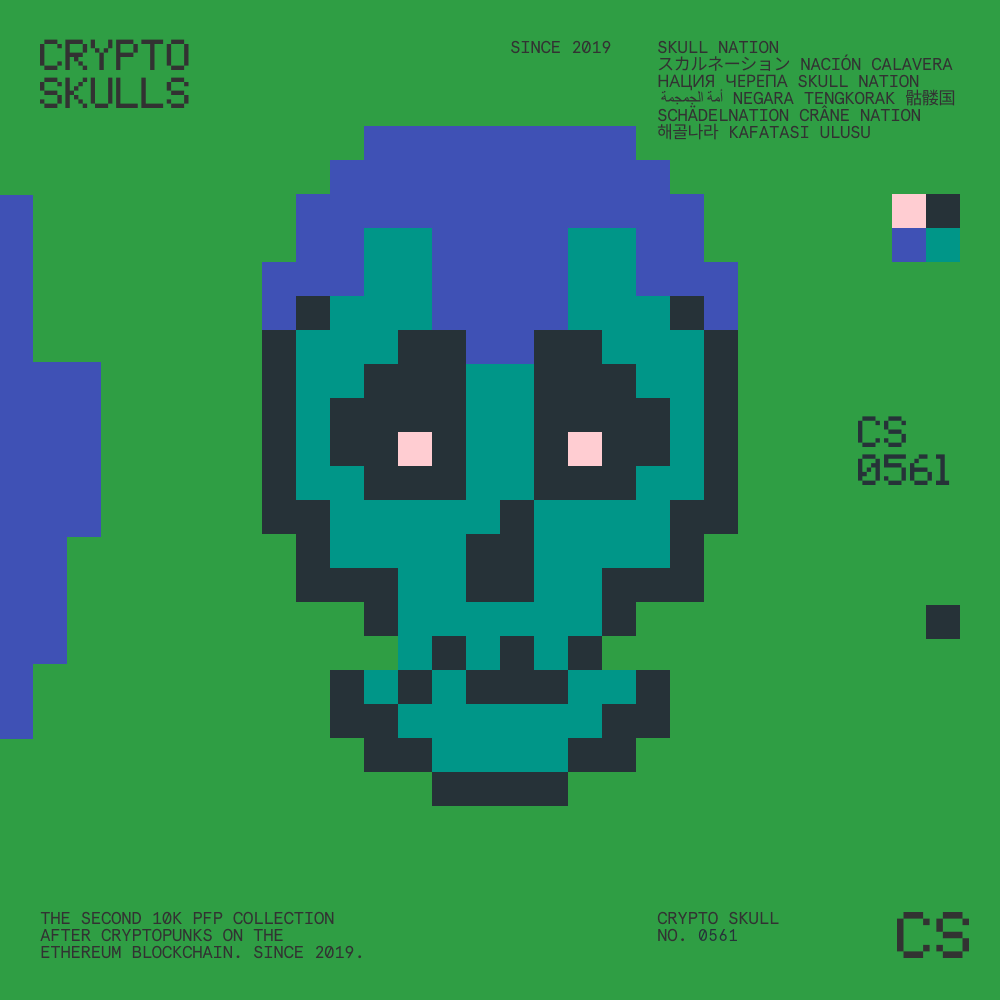 CRYPTO
SKULLS
SINCE 2019
SKULL NATION
スカルネーション NACIÓN CALAVERA
НАЦИЯ ЧЕРЕПА SKULL NATION
أمة الجمجمة NEGARA TENGKORAK 骷髅国
SCHÄDELNATION CRÂNE NATION
해골나라 KAFATASI ULUSU
CS
0561
THE SECOND 10K PFP COLLECTION
AFTER CRYPTOPUNKS ON THE
ETHEREUM BLOCKCHAIN. SINCE 2019.
CRYPTO SKULL
NO. 0561
CS